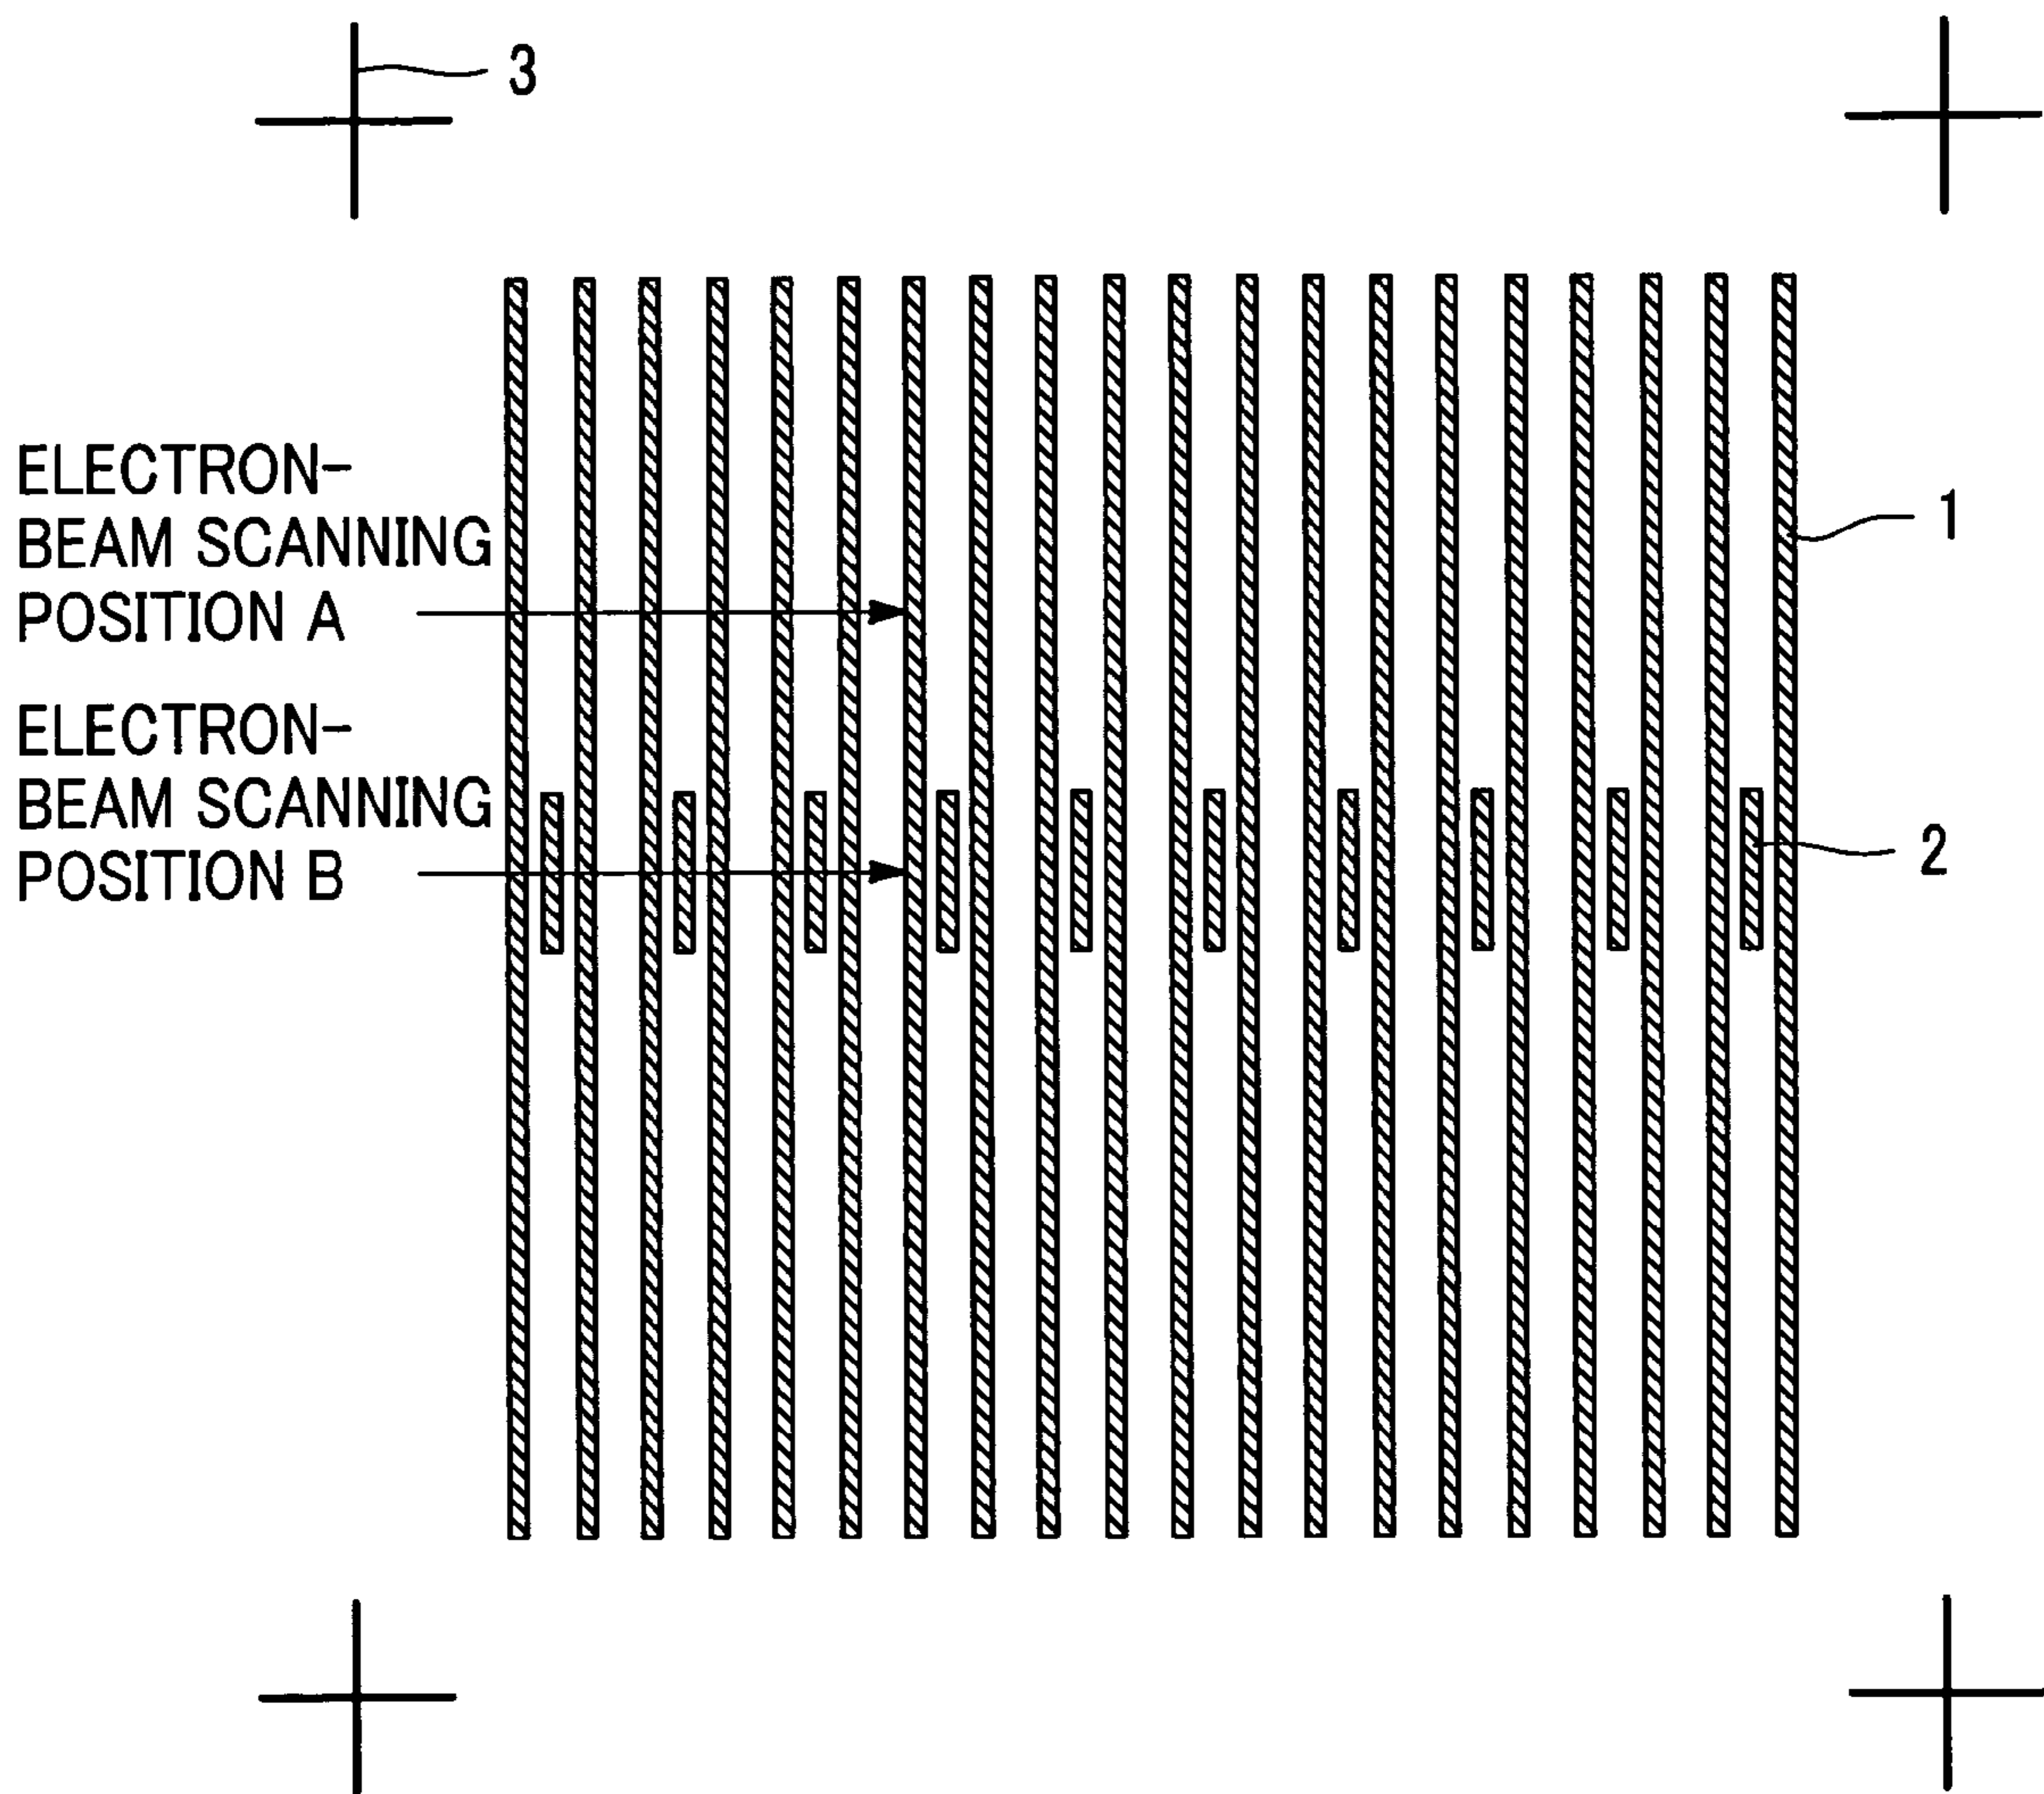 3
ELECTRON-
BEAM SCANNING
POSITION A
1
ELECTRON-
BEAM SCANNING
POSITION B
2